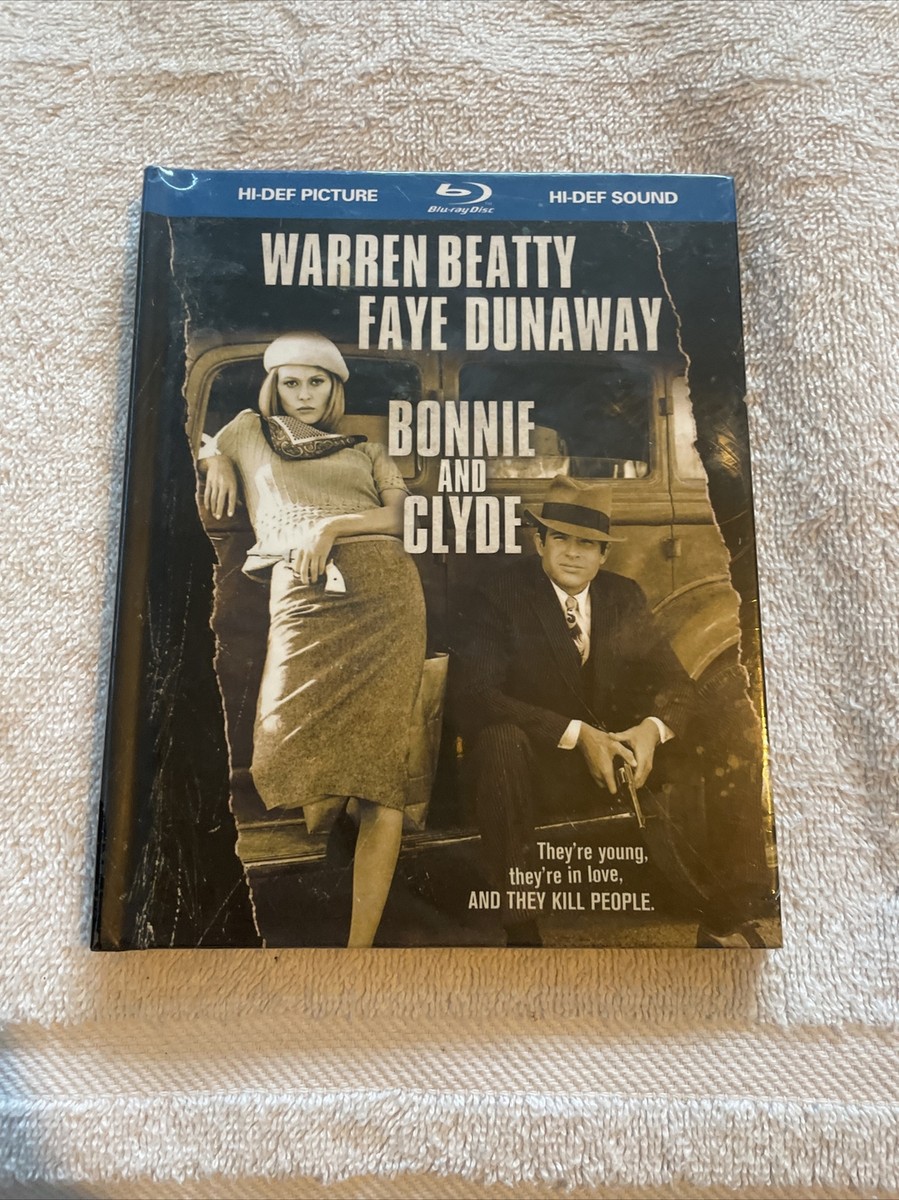 HI-DEF PICTURE Blu-ray Disc HI-DEF SOUND
WARREN BEATTY
FAYE DUNAWAY
BONNIE
AND
CLYDE
They're young,
they're in love,
AND THEY KILL PEOPLE.